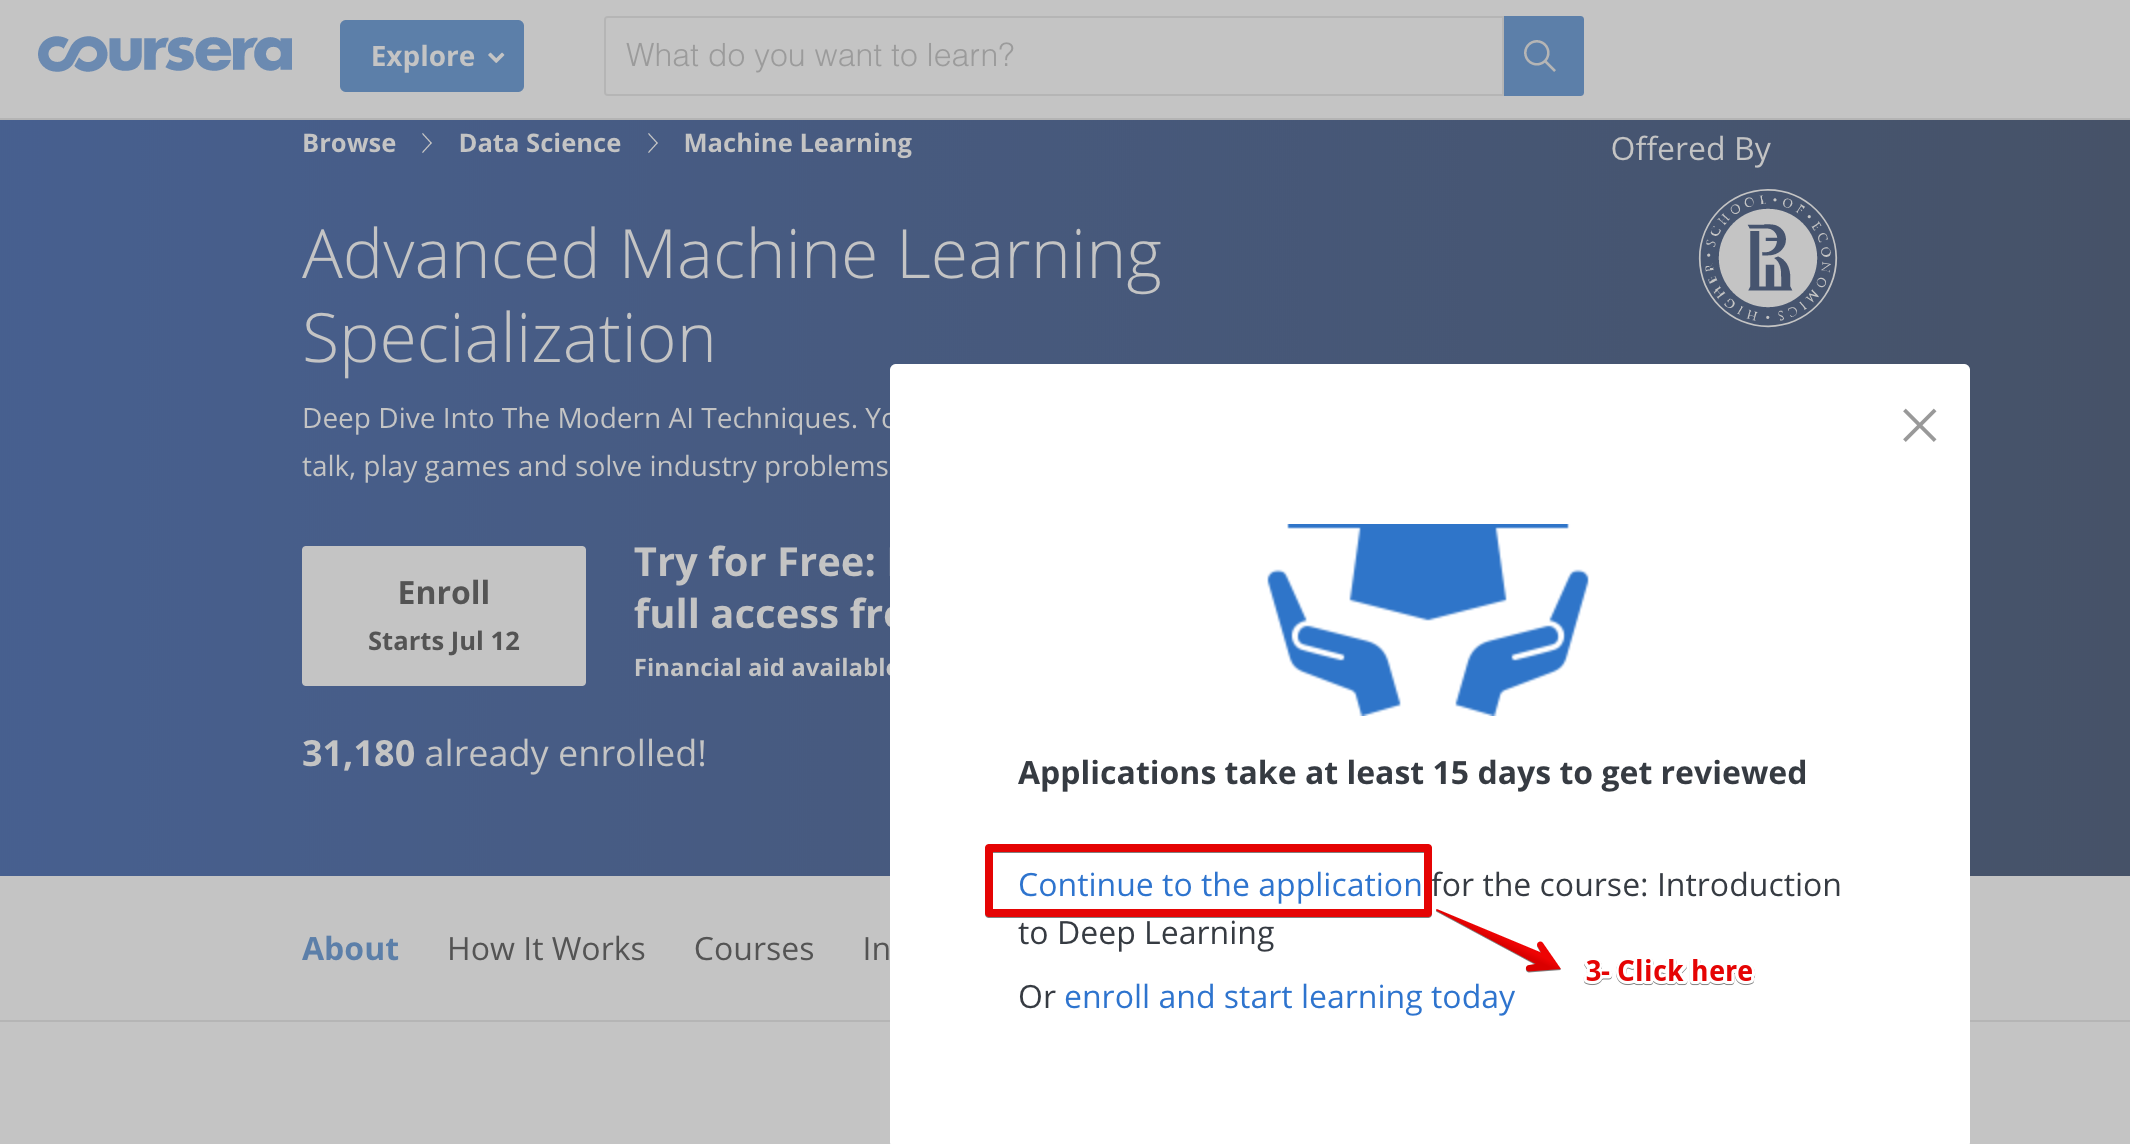 coursera
Explore
What do you want to learn?
Browse > Data Science > Machine Learning
Offered By
HIGHER • SCHOOL • OF • ECONOMICS •
Advanced Machine Learning
Specialization
Deep Dive Into The Modern AI Techniques.
talk, play games and solve industry problems
Enroll
Starts Jul 12
Try for Free:
full access
Financial aid available
31,180 already enrolled!
Applications take at least 15 days to get reviewed
Continue to the application for the course: Introduction
to Deep Learning
3- Click here
Or enroll and start learning today
About How It Works Courses